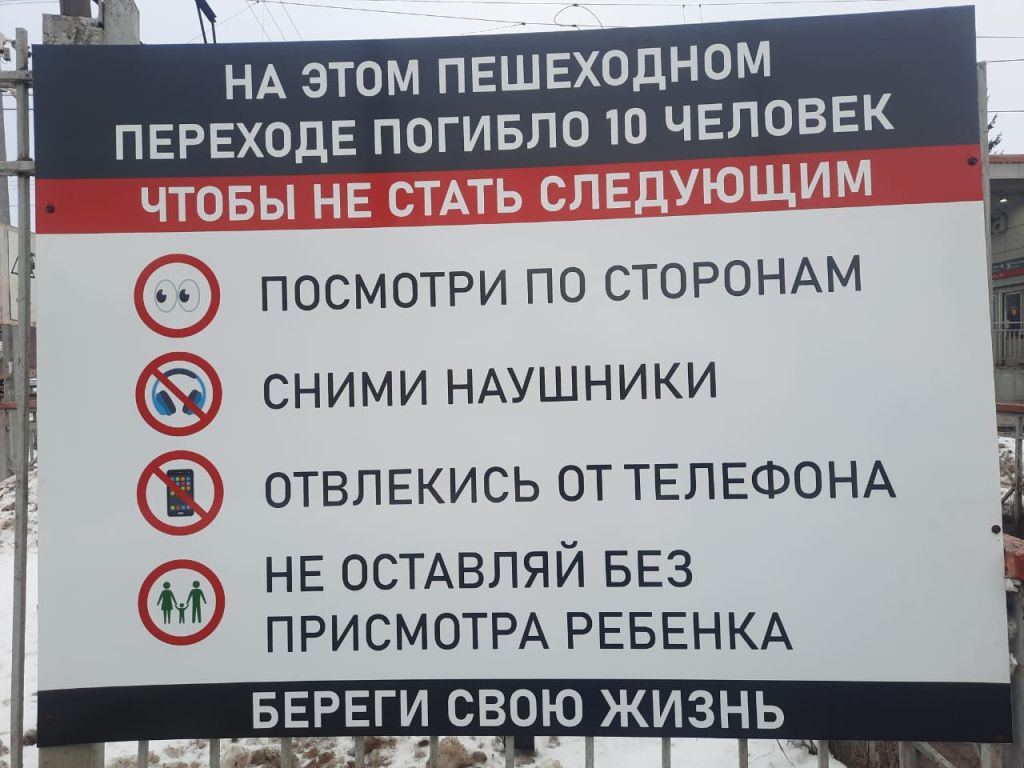 НА ЭТОМ ПЕШЕХОДНОМ
ПЕРЕХОДЕ ПОГИБЛО 10 ЧЕЛОВЕК
ЧТОБЫ НЕ СТАТЬ СЛЕДУЮЩИМ
ПОСМОТРИ ПО СТОРОНАМ
СНИМИ НАУШНИКИ
ОТВЛЕКИСЬ ОТ ТЕЛЕФОНА
НЕ ОСТАВЛЯЙ БЕЗ
ПРИСМОТРА РЕБЕНКА
БЕРЕГИ СВОЮ ЖИЗНЬ